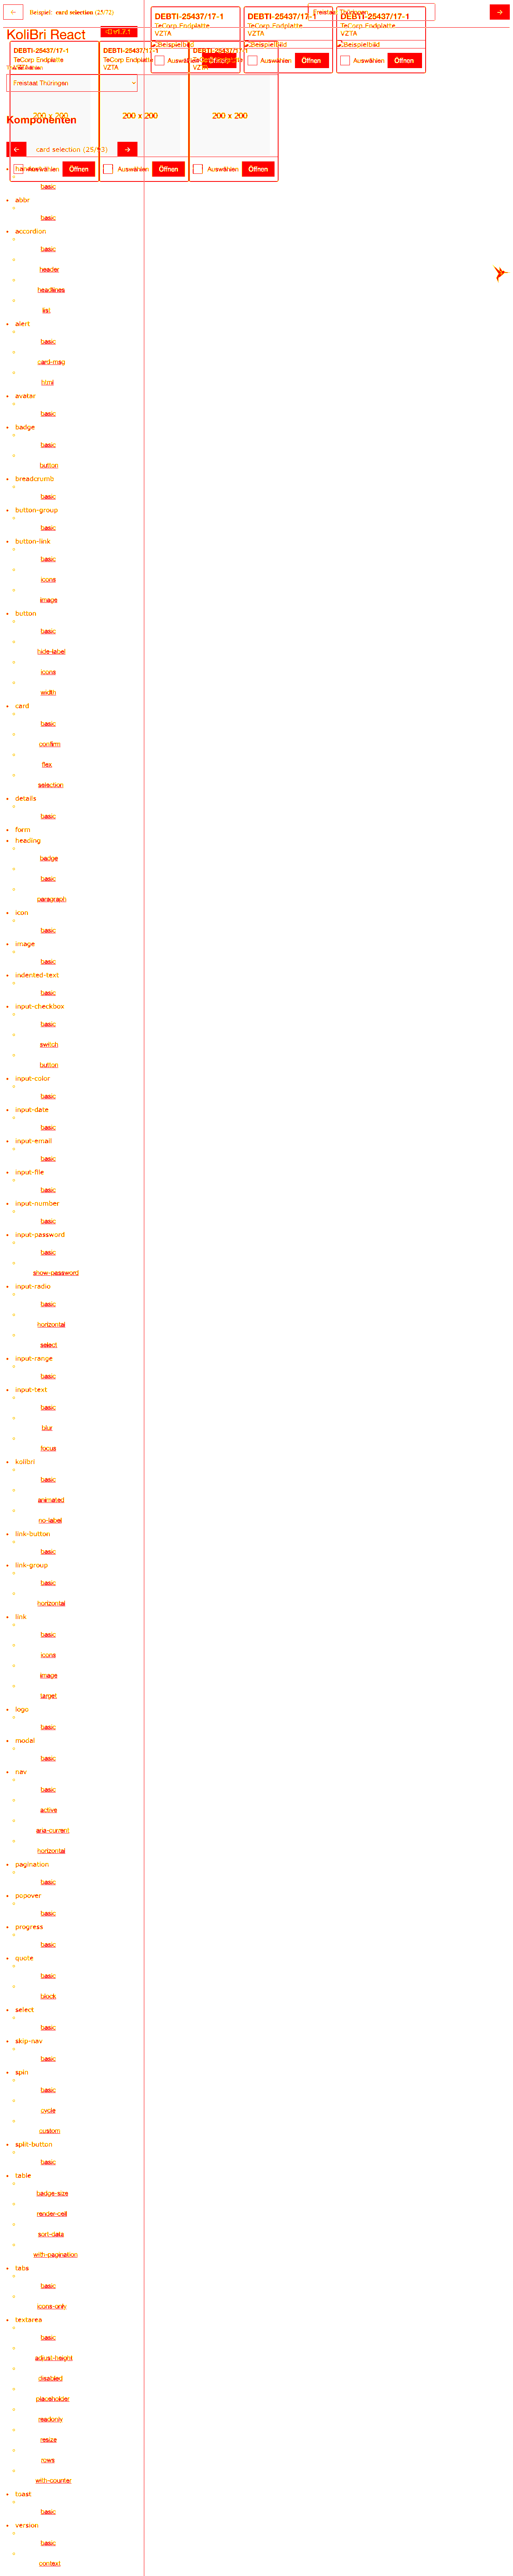 Beispiel: card selection (25/72)
DEBTI-25437/17-1
DEBTI-25437/17-1
DEBTI-25437/17-1
TeCorp Endplatte
TeCorp Endplatte
TeCorp Endplatte
VZTA
VZTA
VZTA
Beispielbild
Beispielbild
Beispielbild
Auswählen
Öffnen
Auswählen
Öffnen
Auswählen
Öffnen
KoliBri React
v1.7.1
DEBTI-25437/17-1
DEBTI-25437/17-1
DEBTI-25437/17-1
TeCorp Endplatte
TeCorp Endplatte
VZTA
VZTA
VZTA
Freistaat Thüringen
200 x 200
200 x 200
200 x 200
Komponenten
card selection (25/93)
Auswählen
Öffnen
Auswählen
Öffnen
Auswählen
Öffnen
basic
abbr
basic
accordion
basic
header
headlines
list
alert
basic
card-msg
html
avatar
basic
badge
basic
button
breadcrumb
basic
button-group
basic
button-link
basic
icons
image
button
basic
hide-label
icons
width
card
basic
confirm
flex
selection
details
basic
form
heading
badge
basic
paragraph
icon
basic
image
basic
indented-text
basic
input-checkbox
basic
switch
button
input-color
basic
input-date
basic
input-email
basic
input-file
basic
input-number
basic
input-password
basic
show-password
input-radio
basic
horizontal
select
input-range
basic
input-text
basic
blur
focus
kolibri
basic
animated
no-label
link-button
basic
link-group
basic
horizontal
link
basic
icons
image
target
logo
basic
modal
basic
nav
basic
active
aria-current
horizontal
pagination
basic
popover
basic
progress
basic
quote
basic
block
select
basic
skip-nav
basic
spin
basic
cycle
custom
split-button
basic
table
badge-size
render-cell
sort-data
with-pagination
tabs
basic
icons-only
textarea
basic
adjust-height
disabled
placeholder
readonly
resize
rows
with-counter
toast
basic
version
basic
context